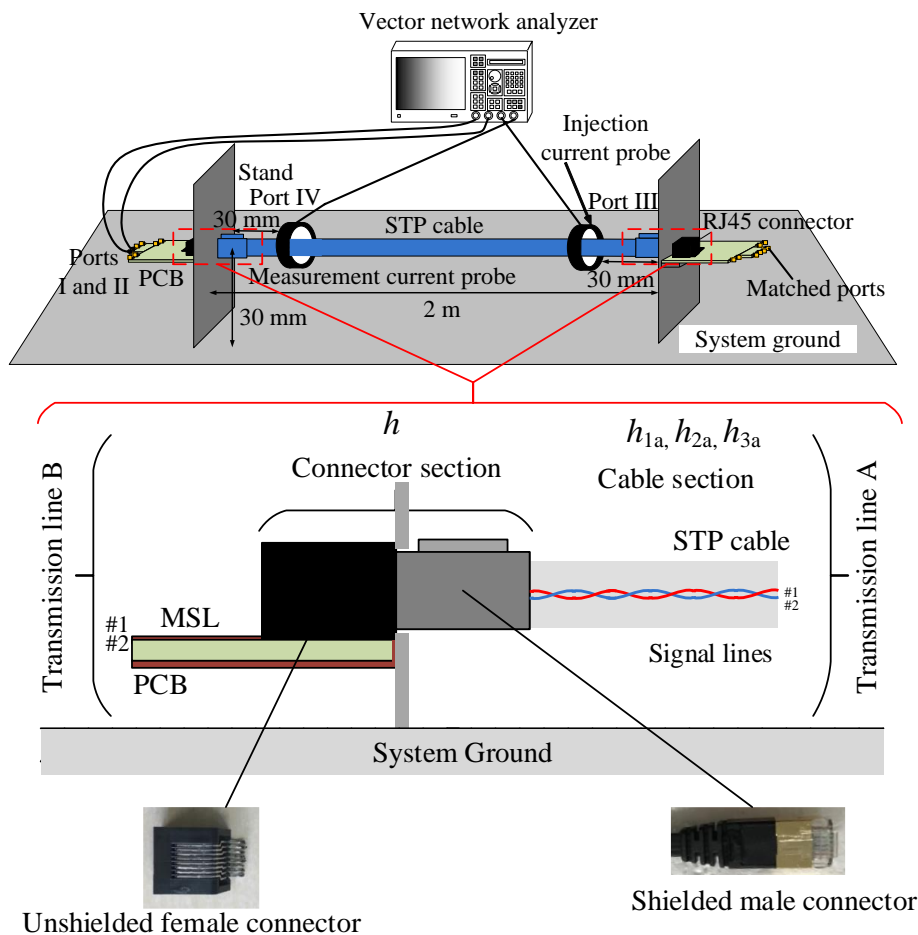 Vector network analyzer
Injection
current probe
Stand
Port IV
Port III
30 mm
STP cable
RJ45 connector
Ports
I and II
PCB
Measurement current probe
30 mm
Matched ports
2 m
30 mm
System ground
h
h1a, h2a, h3a
Connector section
Cable section
Transmission line B
Transmission line A
STP cable
#1
#2
MSL
#1
#2
Signal lines
PCB
System Ground
Shielded male connector
Unshielded female connector